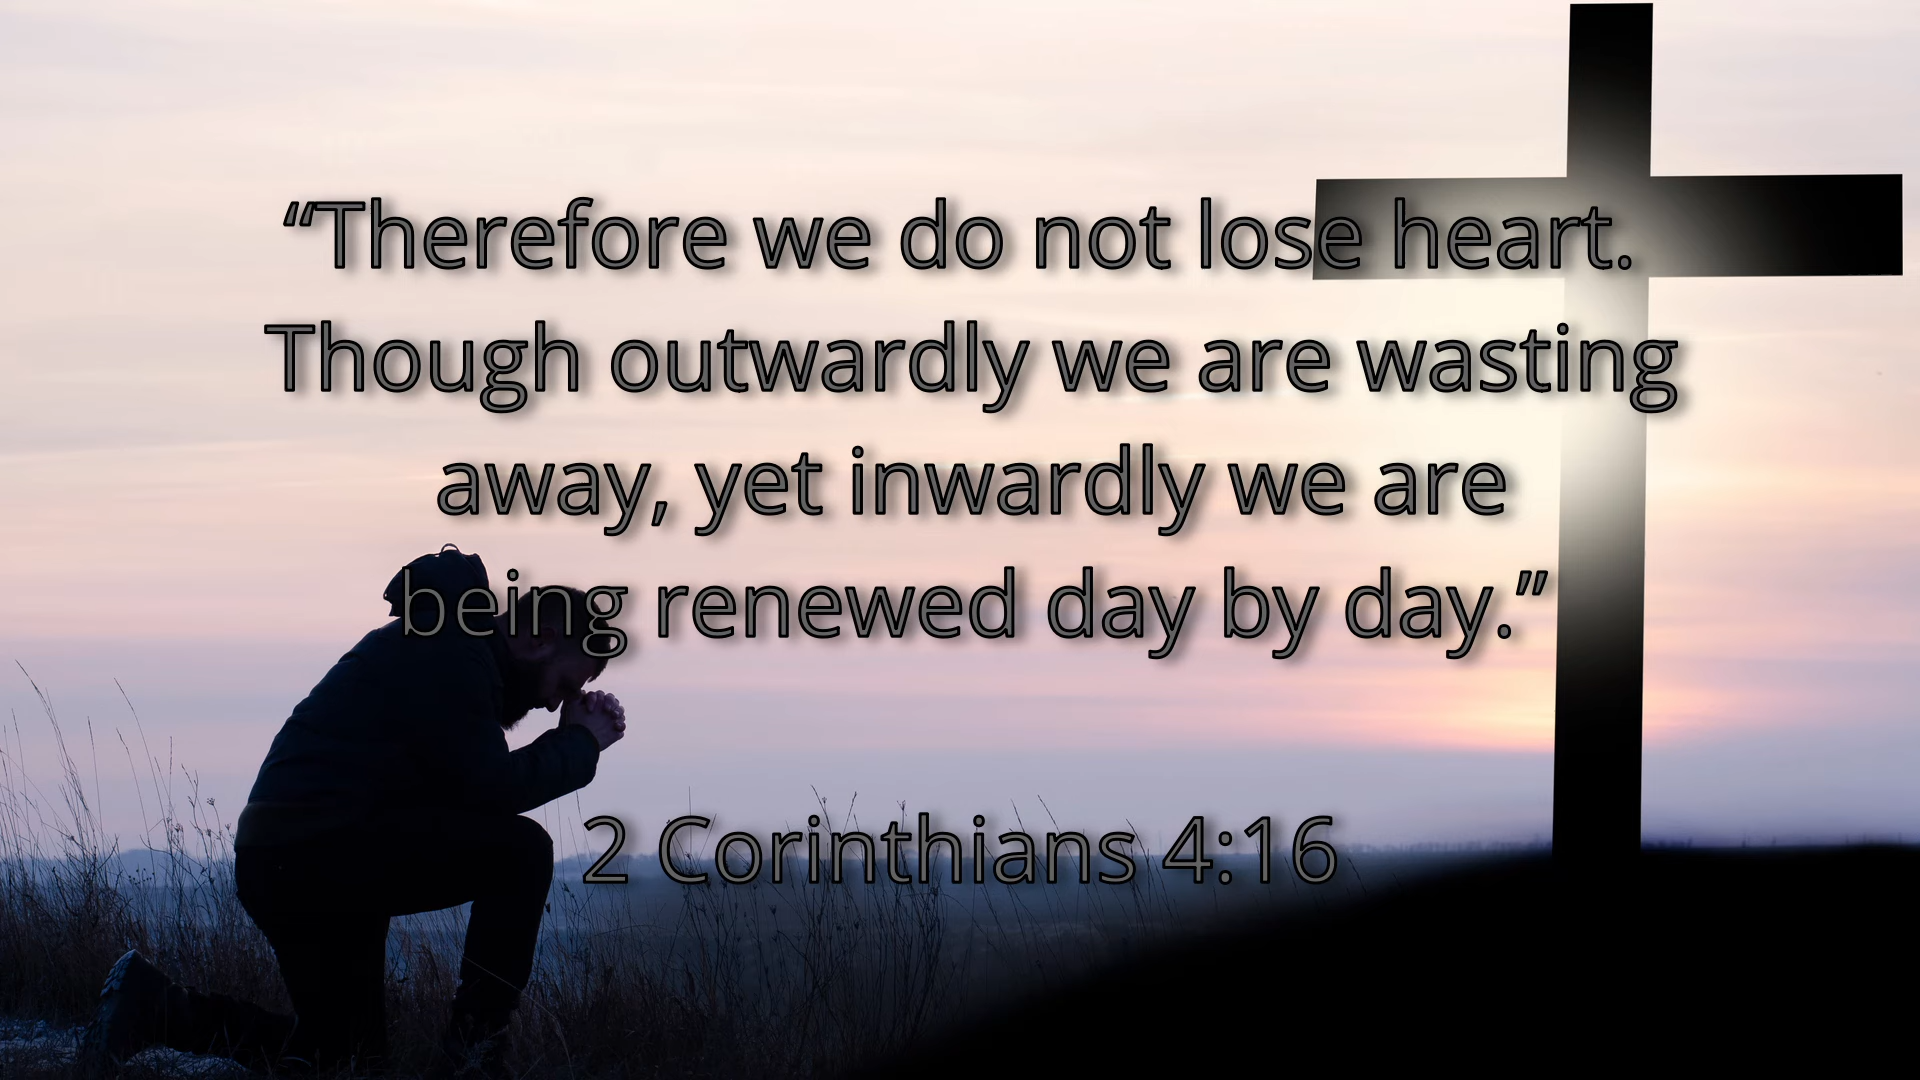 “Therefore we do not lose heart.
Though outwardly we are wasting
away, yet inwardly we are
being renewed day by day.”
2 Corinthians 4:16